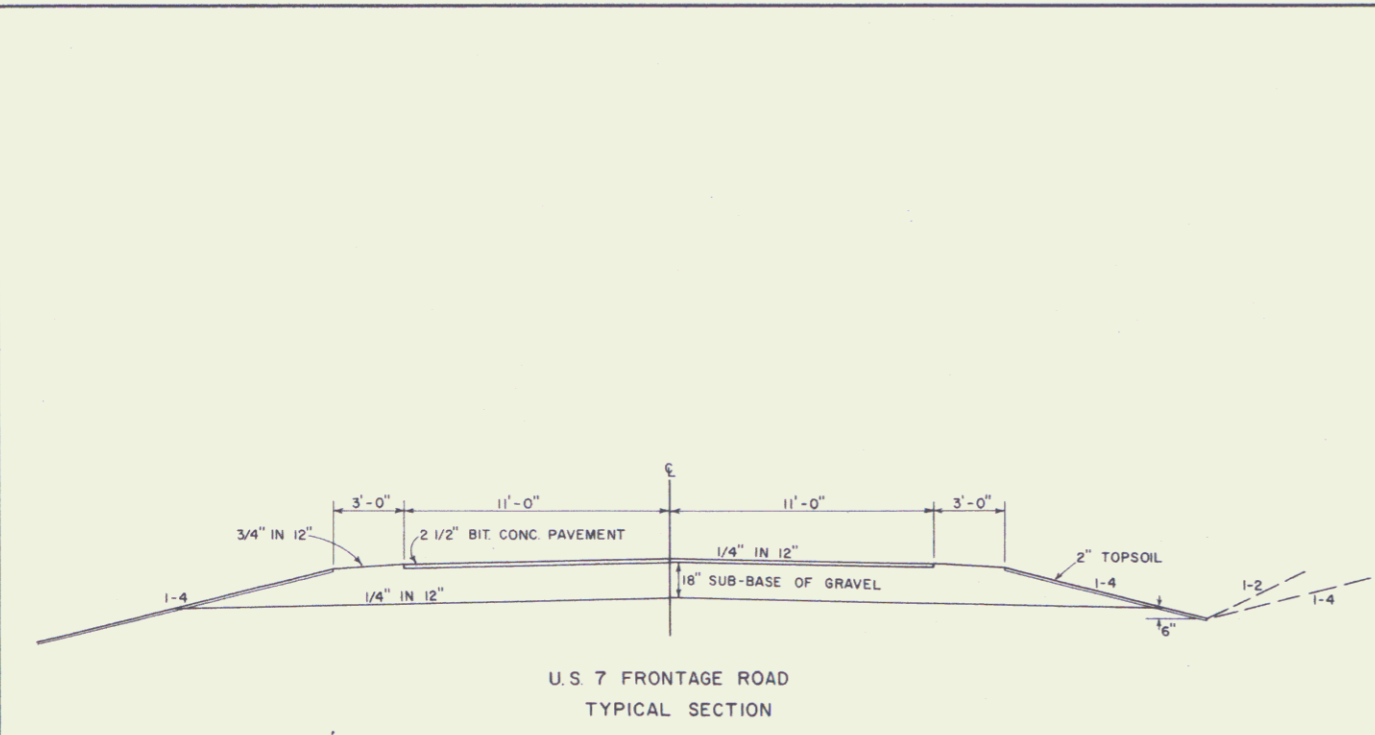 ℄
3'-0" 11'-0" 11'-0" 3'-0"
3/4" IN 12" 2 1/2" BIT. CONC. PAVEMENT
1/4" IN 12" 2" TOPSOIL
18" SUB-BASE OF GRAVEL 1-4 1-2
1-4 1/4" IN 12" 1-4
6"
U.S. 7 FRONTAGE ROAD
TYPICAL SECTION